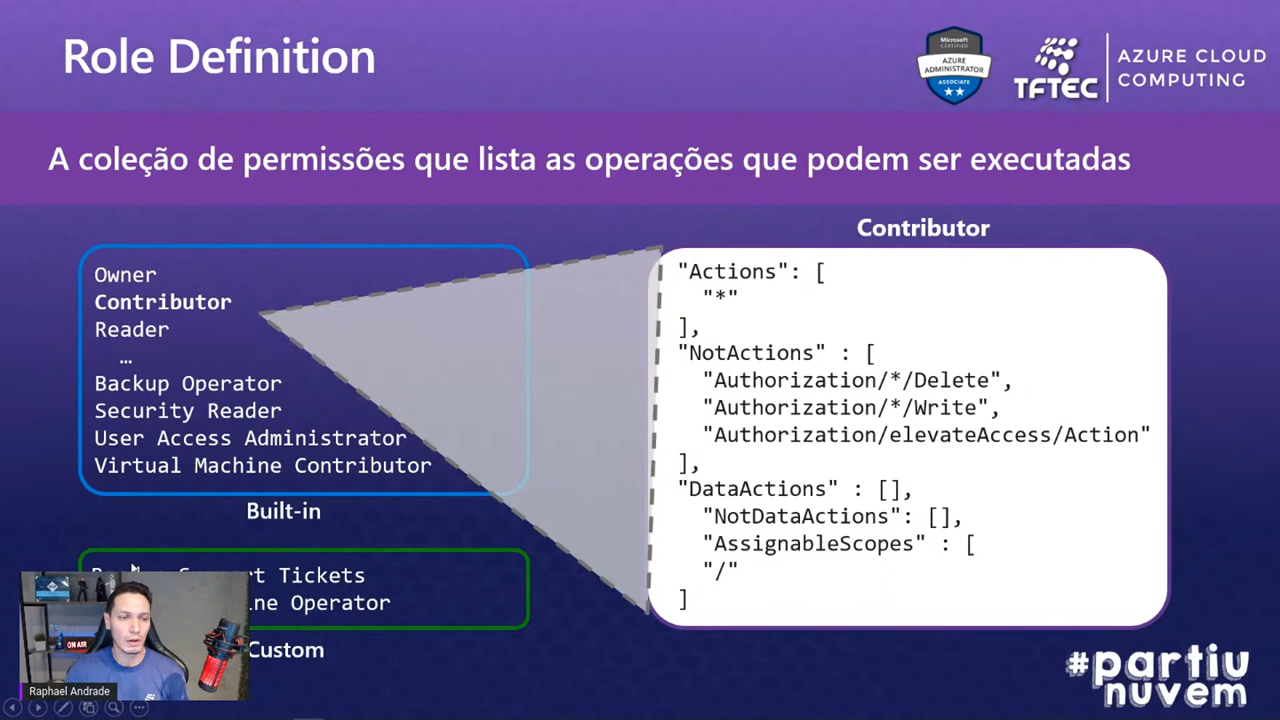 Role Definition
Microsoft
CERTIFIED
AZURE
ADMINISTRATOR
ASSOCIATE
TFTEC
AZURE CLOUD
COMPUTING
A coleção de permissões que lista as operações que podem ser executadas
Owner
Contributor
Reader
…
Backup Operator
Security Reader
User Access Administrator
Virtual Machine Contributor
Built-in
Tickets
Operator
Custom
Contributor
"Actions": [
"*"
],
"NotActions" : [
"Authorization/*/Delete",
"Authorization/*/Write",
"Authorization/elevateAccess/Action"
],
"DataActions" : [],
"NotDataActions": [],
"AssignableScopes" : [
"/"
]
ON AIR
Raphael Andrade
#partiu
nuvem